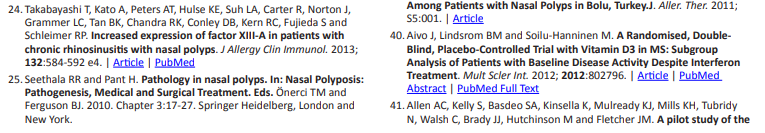 24. Takabayashi T, Kato A, Peters AT, Hulse KE, Suh LA, Carter R, Norton J,
Grammer LC, Tan BK, Chandra RK, Conley DB, Kern RC, Fujieda S and
Schleimer RP. Increased expression of factor XIII-A in patients with
chronic rhinosinusitis with nasal polyps. J Allergy Clin Immunol. 2013;
132:584-592 e4. | Article | PubMed
25. Seethala RR and Pant H. Pathology in nasal polyps. In: Nasal Polyposis:
Pathogenesis, Medical and Surgical Treatment. Eds. Önerci TM and
Ferguson BJ. 2010. Chapter 3:17-27. Springer Heidelberg, London and
New York.
Among Patients with Nasal Polyps in Bolu, Turkey.J. Aller. Ther. 2011;
S5:001. | Article
40. Aivo J, Lindsrom BM and Soilu-Hanninen M. A Randomised, Double-
Blind, Placebo-Controlled Trial with Vitamin D3 in MS: Subgroup
Analysis of Patients with Baseline Disease Activity Despite Interferon
Treatment. Mult Scler Int. 2012; 2012:802796. | Article | PubMed
Abstract | PubMed Full Text
41. Allen AC, Kelly S, Basdeo SA, Kinsella K, Mulready KJ, Mills KH, Tubridy
N, Walsh C, Brady JJ, Hutchinson M and Fletcher JM. A pilot study of the